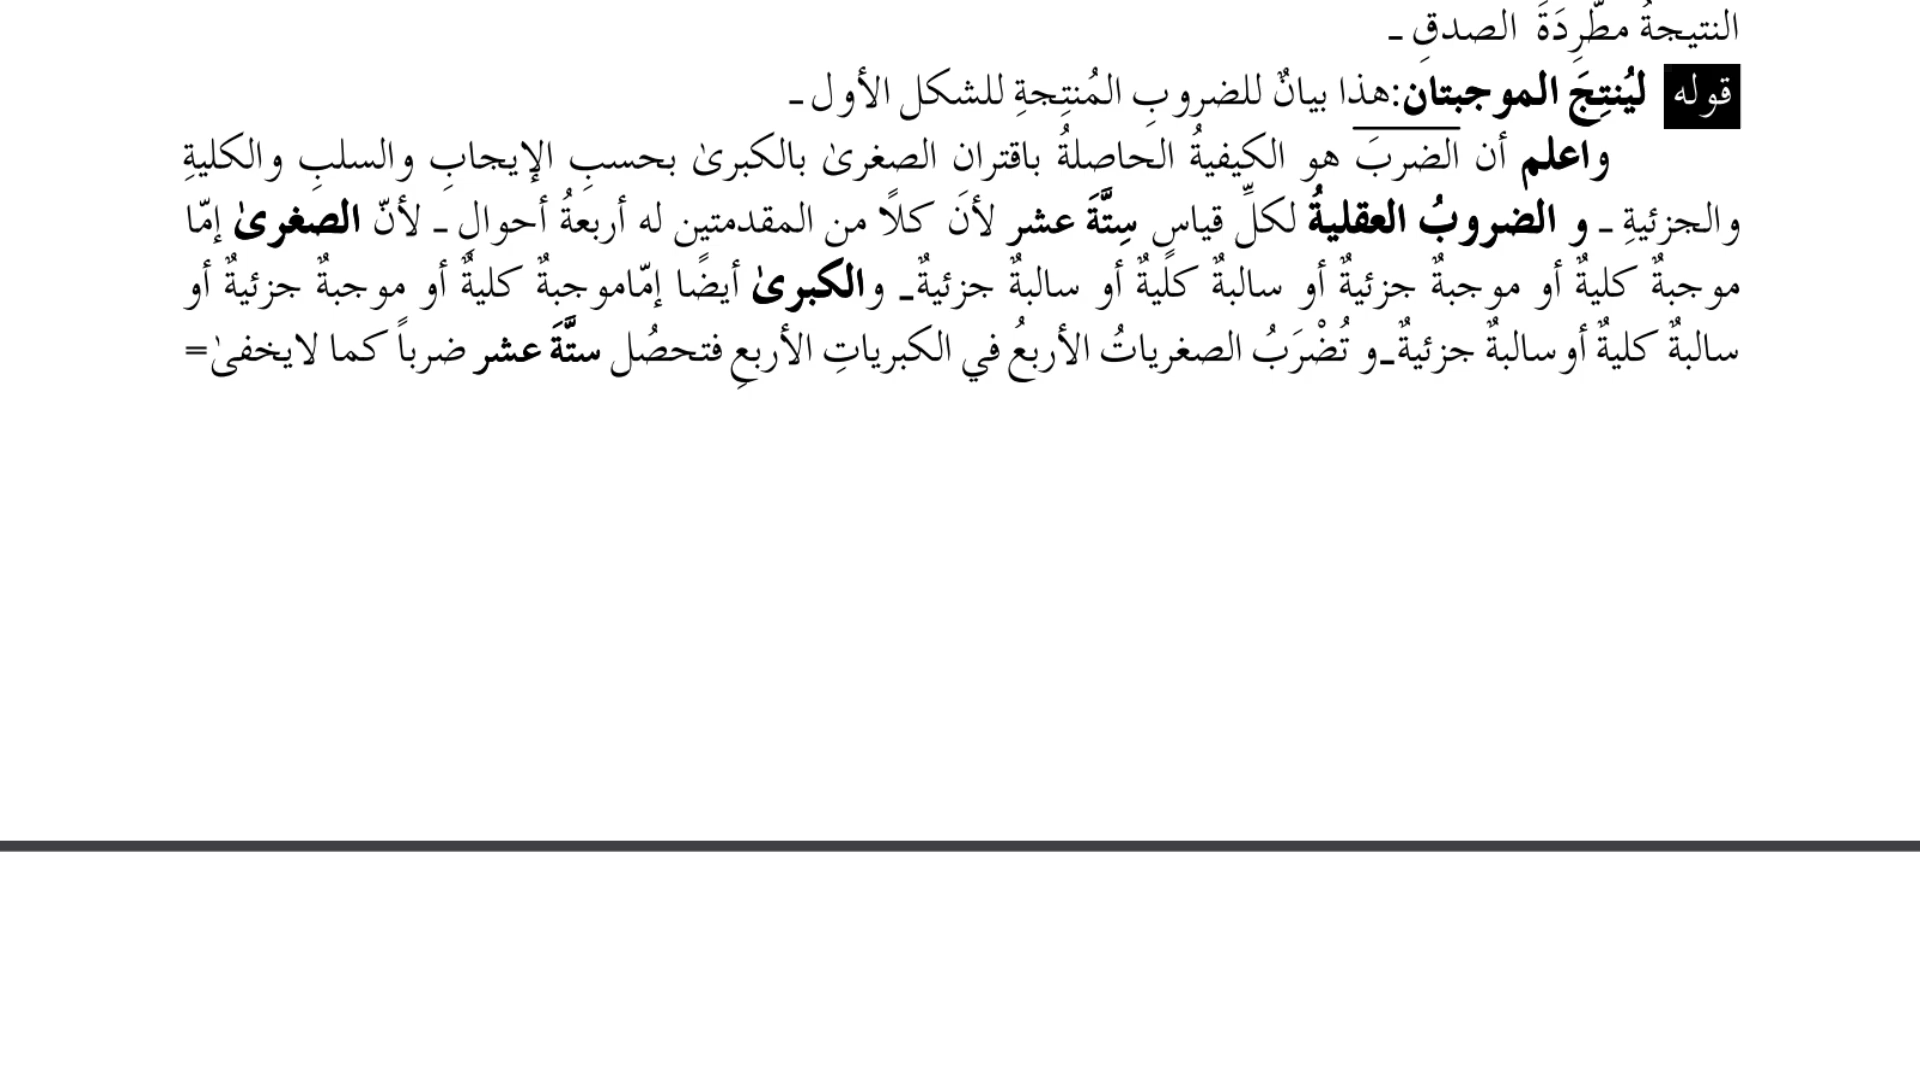 النتيجةُ مطّرِدَةَ الصدقِ ـ
قوله ليُنتِجَ الموجبتان:هذا بيانٌ للضروبِ المُنتِجةِ للشكل الأول ـ
واعلم أن الضربَ هو الكيفيةُ الحاصلةُ باقتران الصغرىٰ بالكبرىٰ بحسبِ الإيجابِ والسلبِ والكليةِ
والجزئيةِ ـ و الضروبُ العقليةُ لكلِّ قياسٍ سِتَّةَ عشر لأنَ كلاً من المقدمتين له أربعةُ أحوالٍ ـ لأنّ الصغرىٰ إمّا
موجبةٌ كليةٌ أو موجبةٌ جزئيةٌ أو سالبةٌ كليةٌ أو سالبةٌ جزئيةٌ ـ والكبرىٰ أيضًا إمّاموجبةٌ كليةٌ أو موجبةٌ جزئيةٌ أو
سالبةٌ كليةٌ أوسالبةٌ جزئيةٌ ـ و تُضْرَبُ الصغرياتُ الأربعُ في الكبرياتِ الأربعِ فتحصُل ستَّةَ عشر ضرباً كما لايخفىٰ=